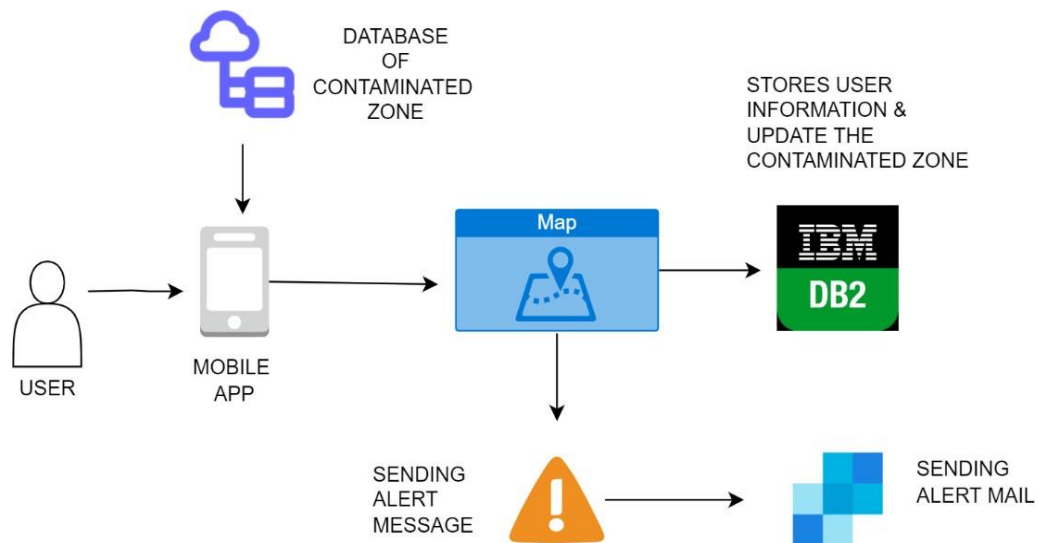 DATABASE
OF
CONTAMINATED
ZONE
STORES USER
INFORMATION &
UPDATE THE
CONTAMINATED ZONE
Map
IBM
DB2
USER
MOBILE
APP
SENDING
ALERT
MESSAGE
!
SENDING
ALERT MAIL